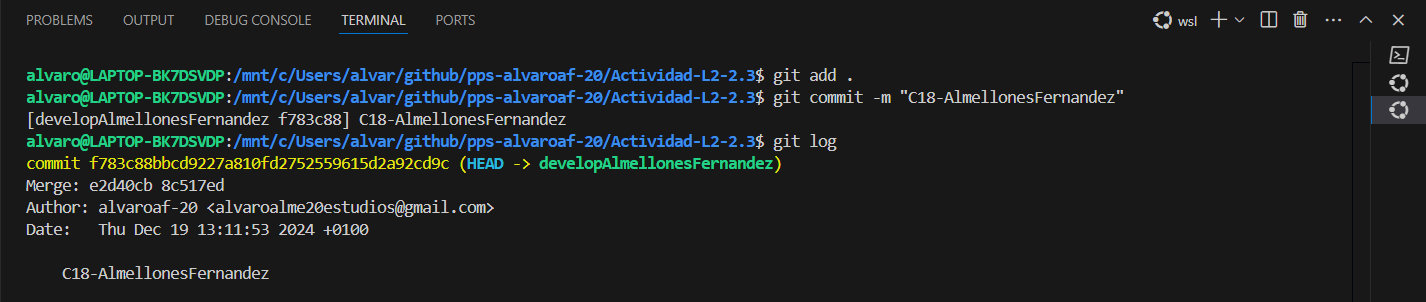 PROBLEMS OUTPUT DEBUG CONSOLE TERMINAL PORTS wsl
alvaro@LAPTOP-BK7DSVDP:/mnt/c/Users/alvar/github/pps-alvaroaf-20/Actividad-L2-2.3$ git add .
alvaro@LAPTOP-BK7DSVDP:/mnt/c/Users/alvar/github/pps-alvaroaf-20/Actividad-L2-2.3$ git commit -m "C18-AlmellonesFernandez"
[developAlmellonesFernandez f783c88] C18-AlmellonesFernandez
alvaro@LAPTOP-BK7DSVDP:/mnt/c/Users/alvar/github/pps-alvaroaf-20/Actividad-L2-2.3$ git log
commit f783c88bbcd9227a810fd2752559615d2a92cd9c (HEAD -> developAlmellonesFernandez)
Merge: e2d40cb 8c517ed
Author: alvaroaf-20 <alvaroalme20estudios@gmail.com>
Date:   Thu Dec 19 13:11:53 2024 +0100
    C18-AlmellonesFernandez